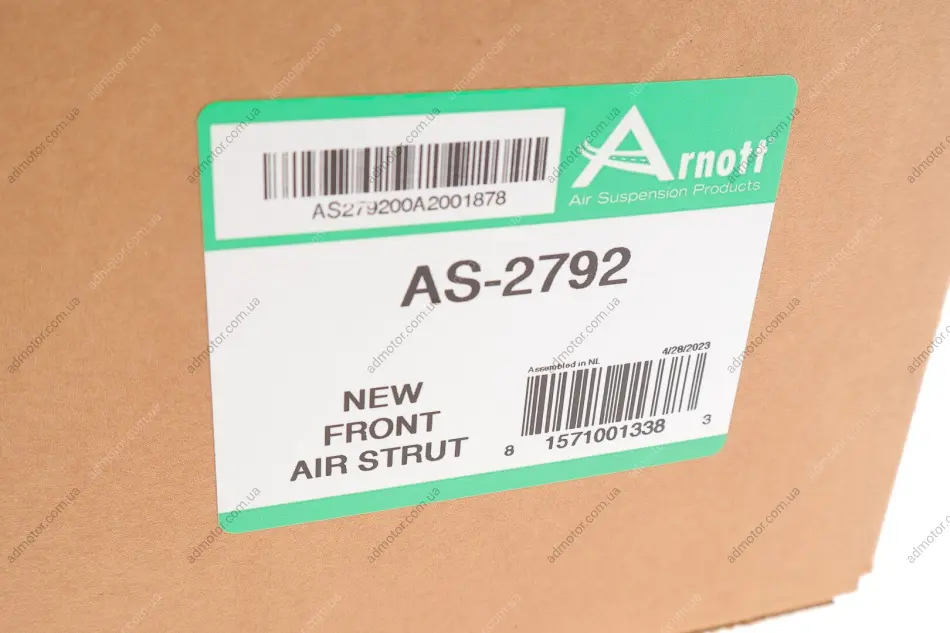 AS279200A2001878
Arnott
Air Suspension Products
AS-2792
NEW
FRONT
AIR STRUT
Assembled in NL
4/28/2023
8 1571001338 3
admotor.com.ua